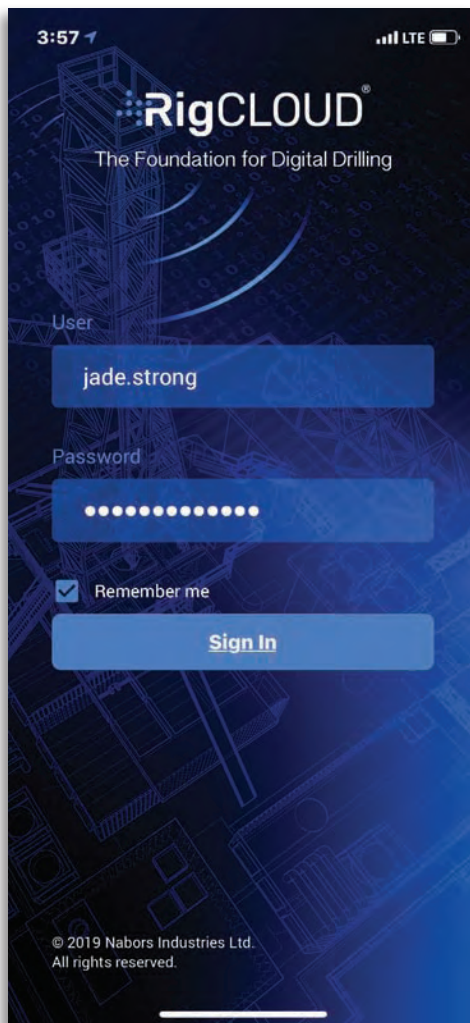 3:57 LTE
RigCLOUD®
The Foundation for Digital Drilling
User
jade.strong
Password
•••••••••••••
Remember me
Sign In
© 2019 Nabors Industries Ltd.
All rights reserved.